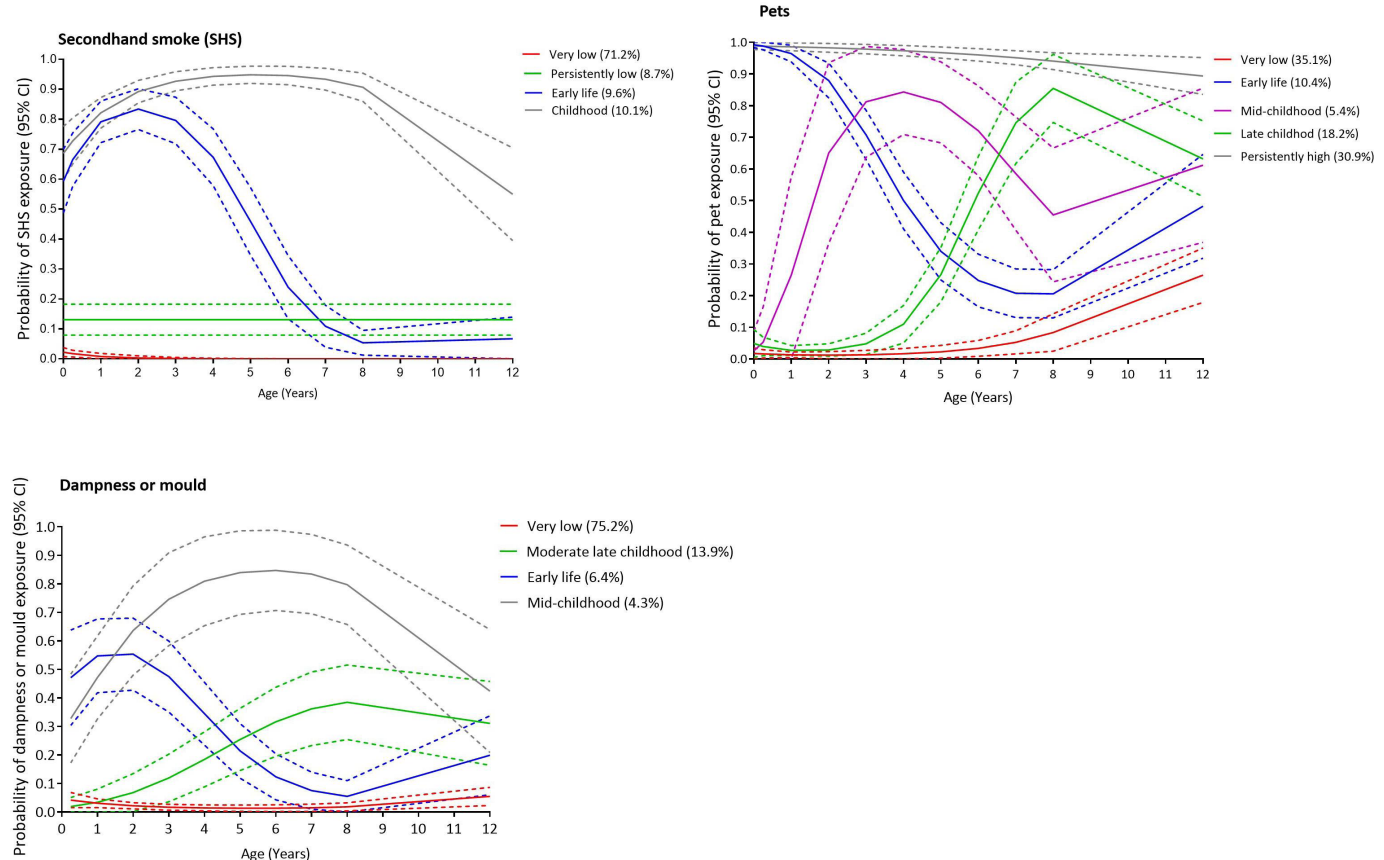 Secondhand smoke (SHS)
Probability of SHS exposure (95% CI)
1.0
0.9
0.8
0.7
0.6
0.5
0.4
0.3
0.2
0.1
0.0
0 1 2 3 4 5 6 7 8 9 10 11 12
Age (Years)
Very low (71.2%)
Persistently low (8.7%)
Early life (9.6%)
Childhood (10.1%)
Pets
Probability of pet exposure (95% CI)
1.0
0.9
0.8
0.7
0.6
0.5
0.4
0.3
0.2
0.1
0.0
0 1 2 3 4 5 6 7 8 9 10 11 12
Age (Years)
Very low (35.1%)
Early life (10.4%)
Mid-childhood (5.4%)
Late childhod (18.2%)
Persistently high (30.9%)
Dampness or mould
Probability of dampness or mould exposure (95% CI)
1.0
0.9
0.8
0.7
0.6
0.5
0.4
0.3
0.2
0.1
0.0
0 1 2 3 4 5 6 7 8 9 10 11 12
Age (Years)
Very low (75.2%)
Moderate late childhood (13.9%)
Early life (6.4%)
Mid-childhood (4.3%)